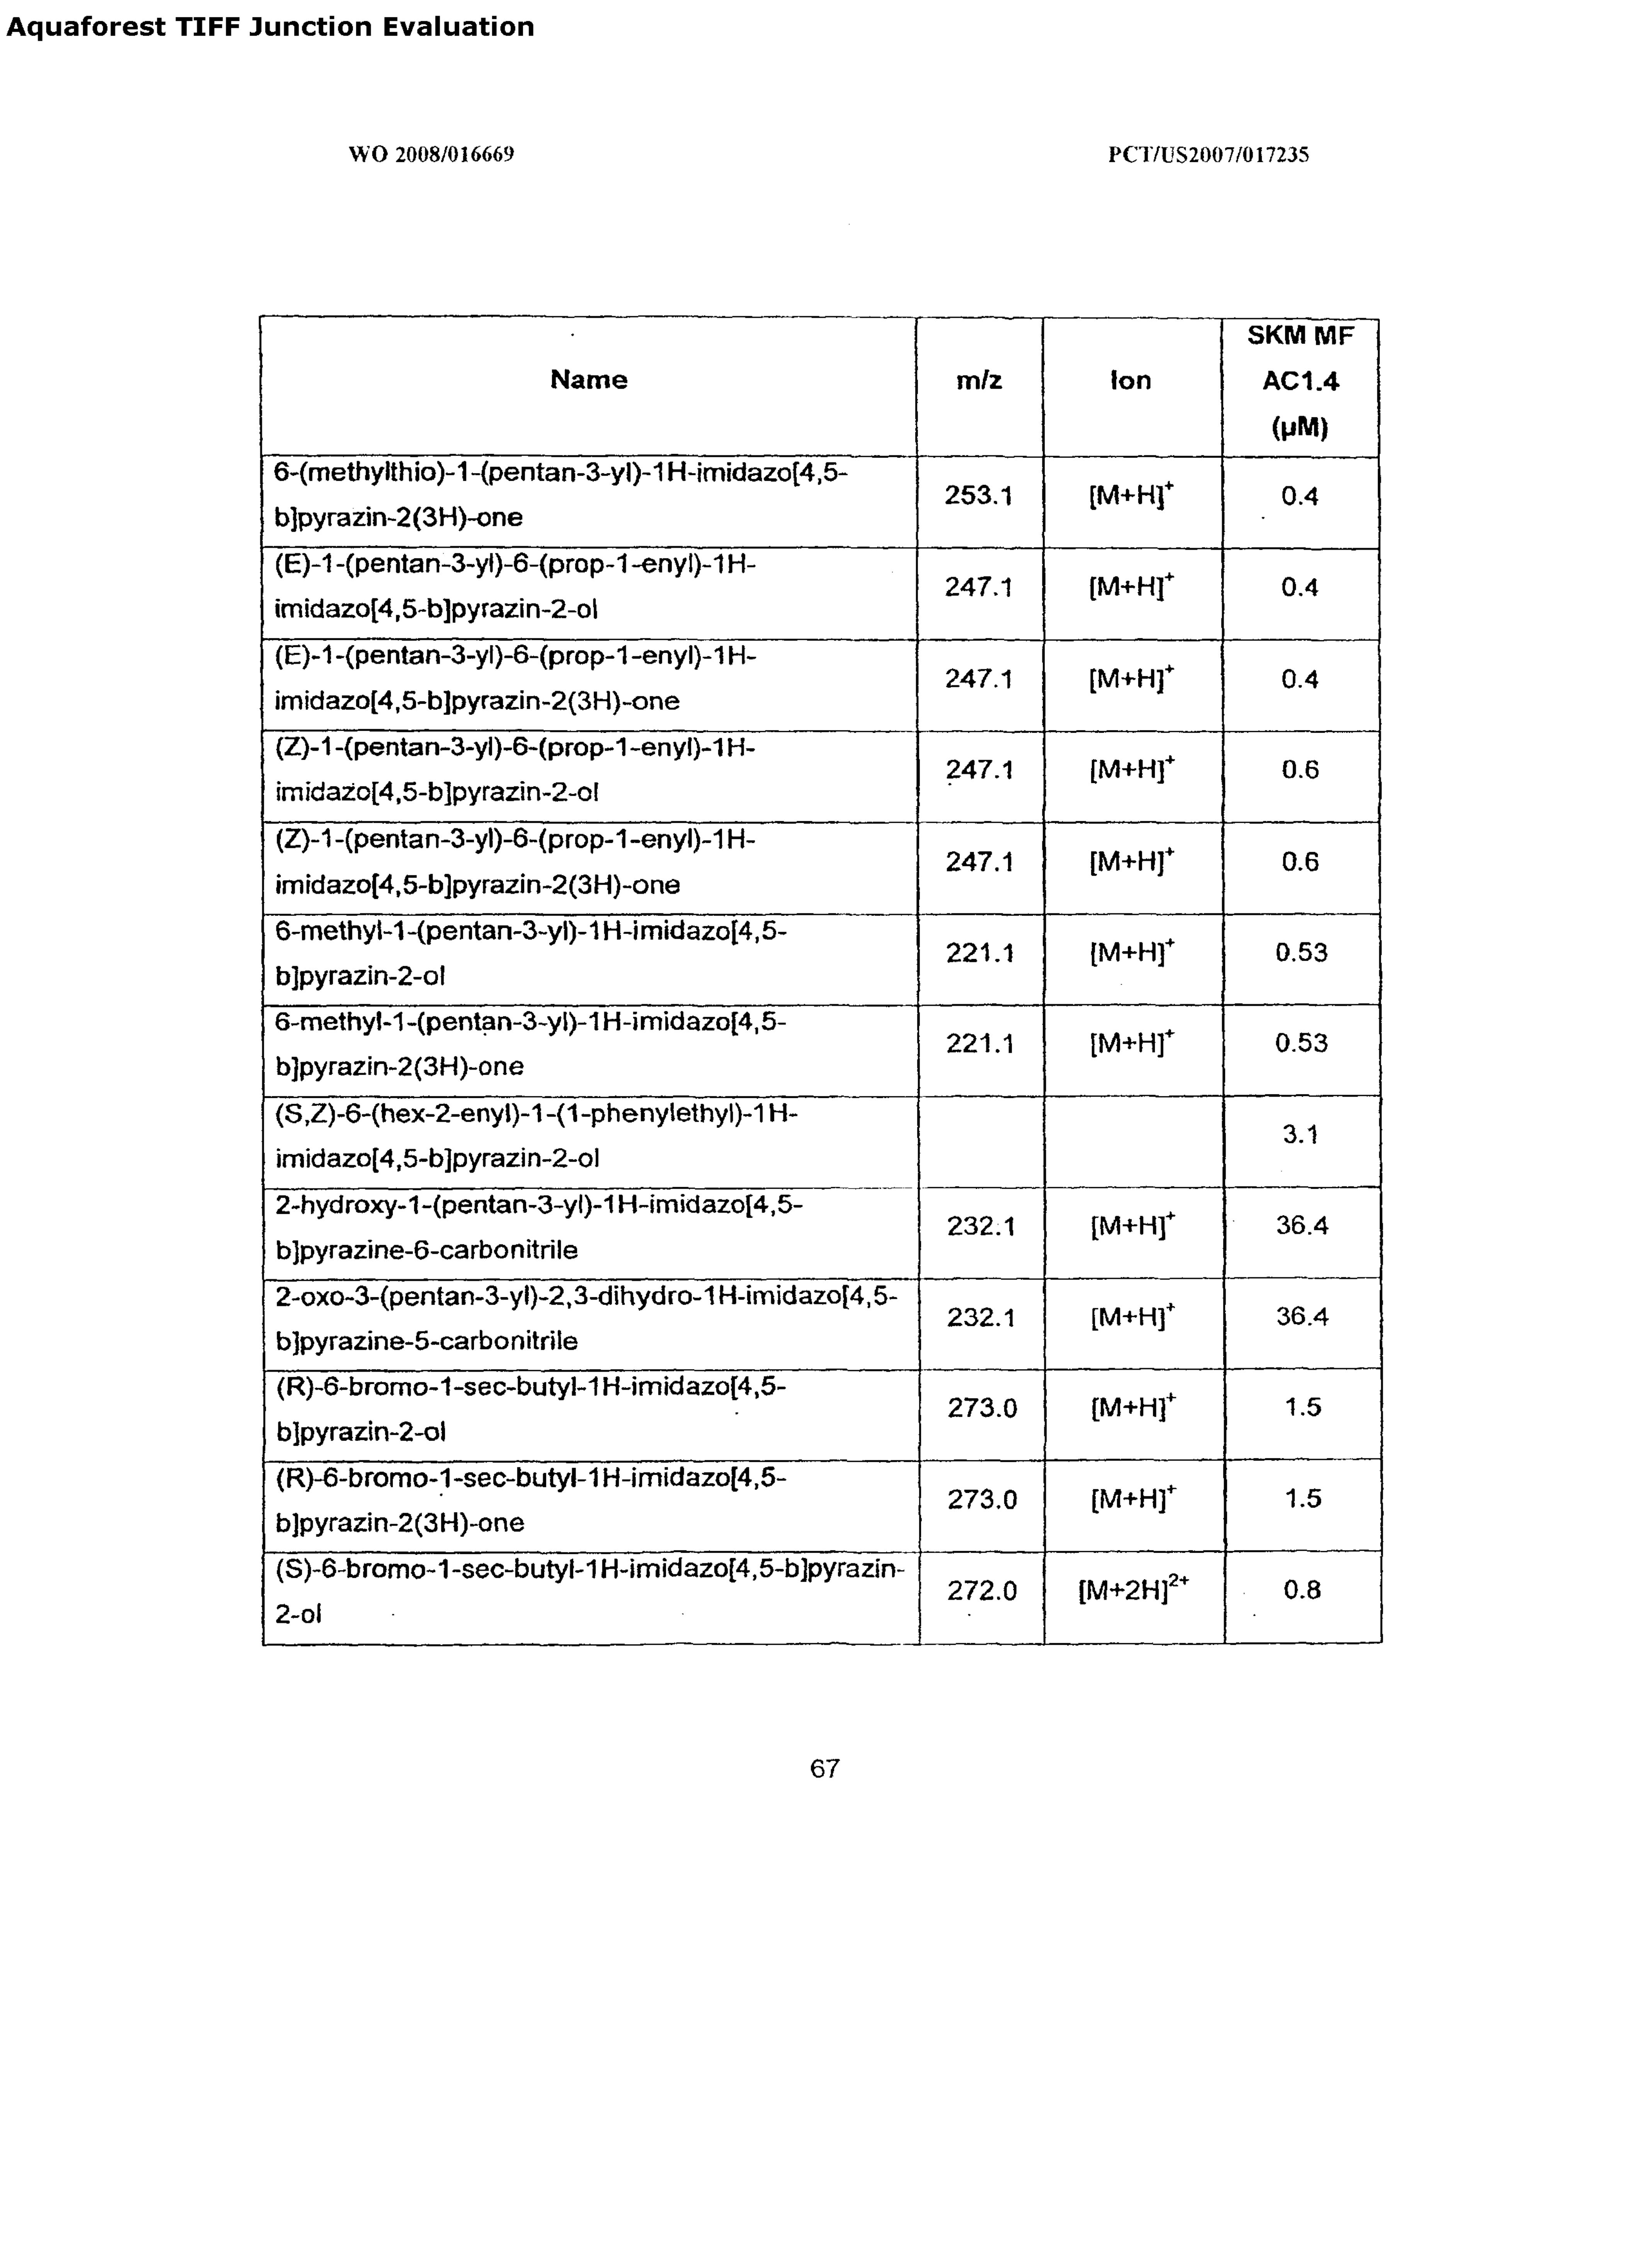 Aquaforest TIFF Junction Evaluation
WO 2008/016669 PCT/US2007/017235
Name m/z Ion SKM MF
AC1.4
(µM)
6-(methylthio)-1-(pentan-3-yl)-1H-imidazo[4,5-
b]pyrazin-2(3H)-one 253.1 [M+H]⁺ 0.4
(E)-1-(pentan-3-yl)-6-(prop-1-enyl)-1H-
imidazo[4,5-b]pyrazin-2-ol 247.1 [M+H]⁺ 0.4
(E)-1-(pentan-3-yl)-6-(prop-1-enyl)-1H-
imidazo[4,5-b]pyrazin-2(3H)-one 247.1 [M+H]⁺ 0.4
(Z)-1-(pentan-3-yl)-6-(prop-1-enyl)-1H-
imidazo[4,5-b]pyrazin-2-ol 247.1 [M+H]⁺ 0.6
(Z)-1-(pentan-3-yl)-6-(prop-1-enyl)-1H-
imidazo[4,5-b]pyrazin-2(3H)-one 247.1 [M+H]⁺ 0.6
6-methyl-1-(pentan-3-yl)-1H-imidazo[4,5-
b]pyrazin-2-ol 221.1 [M+H]⁺ 0.53
6-methyl-1-(pentan-3-yl)-1H-imidazo[4,5-
b]pyrazin-2(3H)-one 221.1 [M+H]⁺ 0.53
(S,Z)-6-(hex-2-enyl)-1-(1-phenylethyl)-1H-
imidazo[4,5-b]pyrazin-2-ol 3.1
2-hydroxy-1-(pentan-3-yl)-1H-imidazo[4,5-
b]pyrazine-6-carbonitrile 232.1 [M+H]⁺ 36.4
2-oxo-3-(pentan-3-yl)-2,3-dihydro-1H-imidazo[4,5-
b]pyrazine-5-carbonitrile 232.1 [M+H]⁺ 36.4
(R)-6-bromo-1-sec-butyl-1H-imidazo[4,5-
b]pyrazin-2-ol 273.0 [M+H]⁺ 1.5
(R)-6-bromo-1-sec-butyl-1H-imidazo[4,5-
b]pyrazin-2(3H)-one 273.0 [M+H]⁺ 1.5
(S)-6-bromo-1-sec-butyl-1H-imidazo[4,5-b]pyrazin-
2-ol 272.0 [M+2H]²⁺ 0.8
67